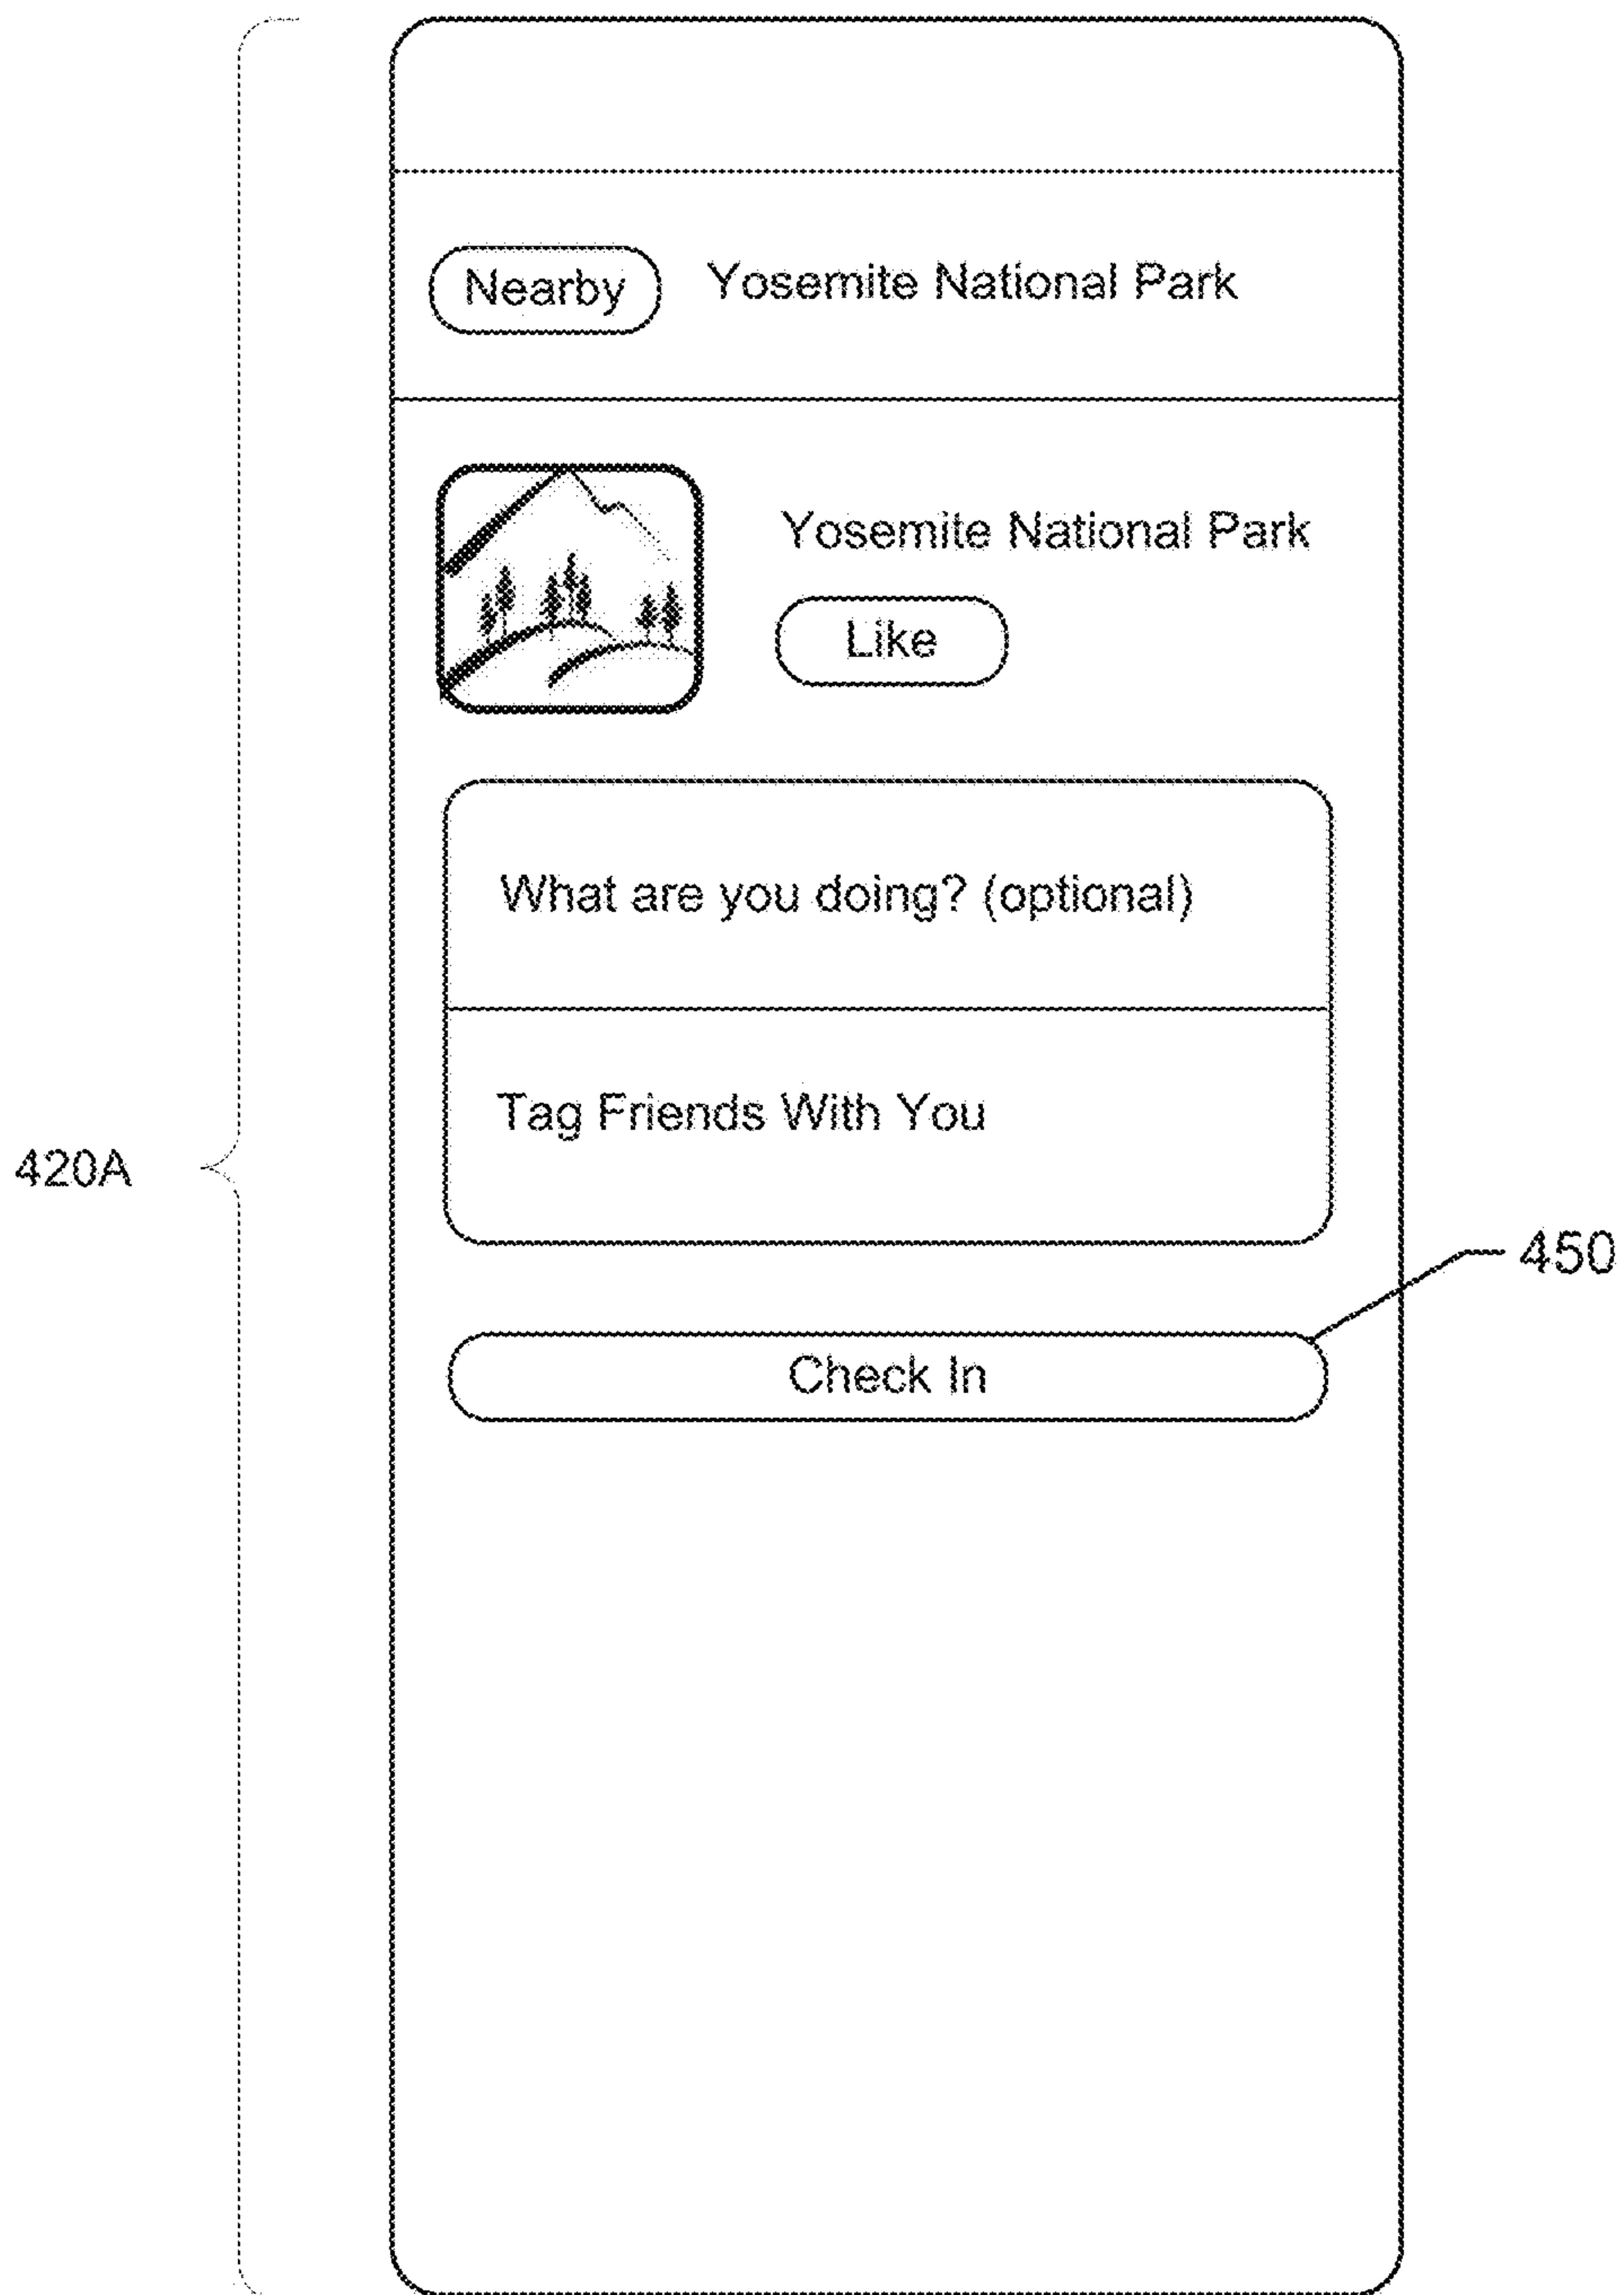 Nearby Yosemite National Park
Yosemite National Park
Like
What are you doing? (optional)
Tag Friends With You
420A
450
Check In